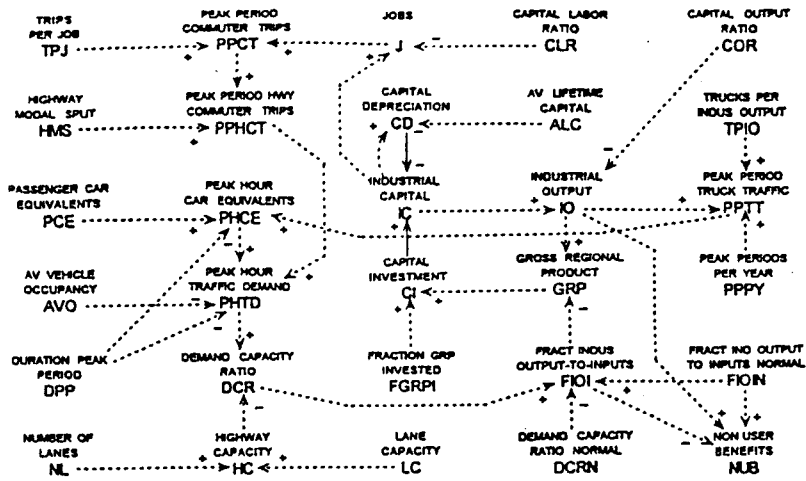 TRIPS
PER JOB
TPJ
PEAK PERIOD
COMMUTER TRIPS
PPCT
JOBS
J
CAPITAL LABOR
RATIO
CLR
CAPITAL OUTPUT
RATIO
COR
HIGHWAY
MODAL SPLIT
HMS
PEAK PERIOD HWY
COMMUTER TRIPS
PPHCT
CAPITAL
DEPRECIATION
CD
AV LIFETIME
CAPITAL
ALC
TRUCKS PER
INDUS OUTPUT
TPIO
PASSENGER CAR
EQUIVALENTS
PCE
PEAK HOUR
CAR EQUIVALENTS
PHCE
INDUSTRIAL
CAPITAL
IC
INDUSTRIAL
OUTPUT
IO
PEAK PERIOD
TRUCK TRAFFIC
PPTT
AV VEHICLE
OCCUPANCY
AVO
PEAK HOUR
TRAFFIC DEMAND
PHTD
CAPITAL
INVESTMENT
CI
GROSS REGIONAL
PRODUCT
GRP
PEAK PERIODS
PER YEAR
PPPY
DURATION PEAK
PERIOD
DPP
DEMAND CAPACITY
RATIO
DCR
FRACTION GRP
INVESTED
FGRPI
FRACT INDUS
OUTPUT-TO-INPUTS
FIOI
FRACT IND OUTPUT
TO INPUTS NORMAL
FIOIN
NUMBER OF
LANES
NL
HIGHWAY
CAPACITY
HC
LANE
CAPACITY
LC
DEMAND CAPACITY
RATIO NORMAL
DCRN
NON USER
BENEFITS
NUB